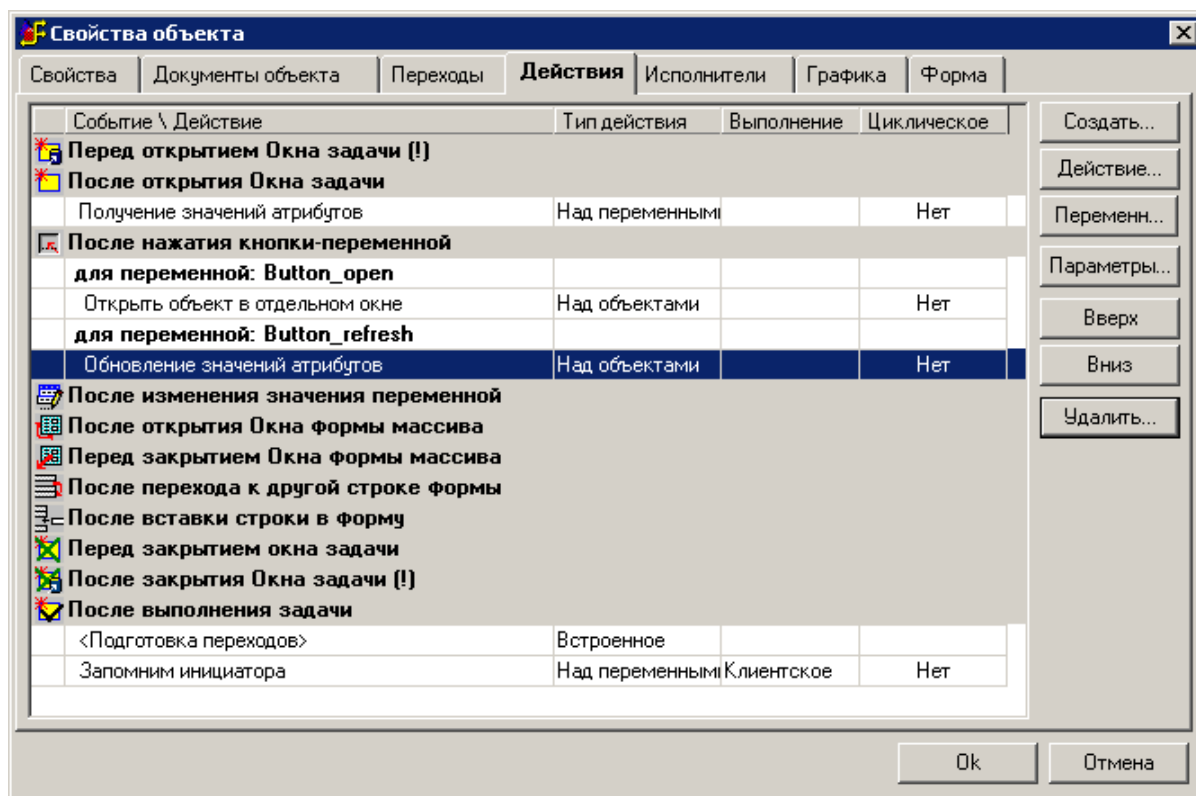 Свойства объекта
Свойства Документы объекта Переходы Действия Исполнители Графика Форма
Событие \ Действие Тип действия Выполнение Циклическое
Перед открытием Окна задачи (!)
После открытия Окна задачи
Получение значений атрибутов Над переменными Нет
После нажатия кнопки-переменной
для переменной: Button_open
Открыть объект в отдельном окне Над объектами Нет
для переменной: Button_refresh
Обновление значений атрибутов Над объектами Нет
После изменения значения переменной
После открытия Окна формы массива
Перед закрытием Окна формы массива
После перехода к другой строке формы
После вставки строки в форму
Перед закрытием окна задачи
После закрытия Окна задачи (!)
После выполнения задачи
<Подготовка переходов> Встроенное
Запомним инициатора Над переменными Клиентское Нет
Создать...
Действие...
Переменн...
Параметры...
Вверх
Вниз
Удалить...
Ok Отмена